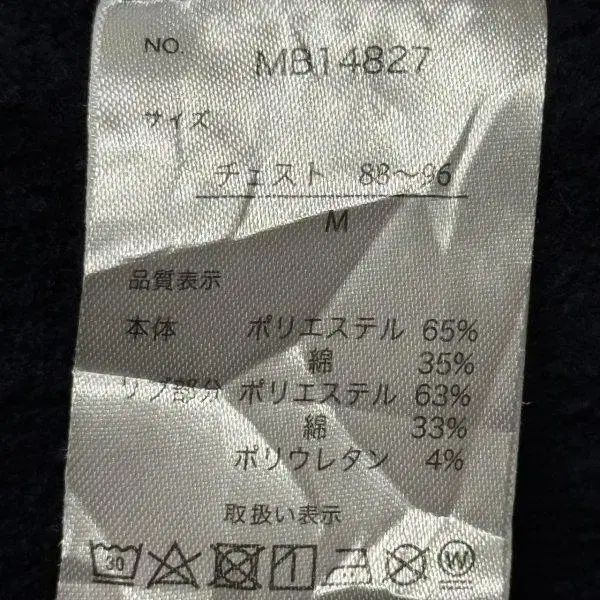 NO. MB14827
サイズ
チェスト 88～96
M
品質表示
本体 ポリエステル 65%
綿 35%
リブ部分 ポリエステル 63%
綿 33%
ポリウレタン 4%
取扱い表示
30 W